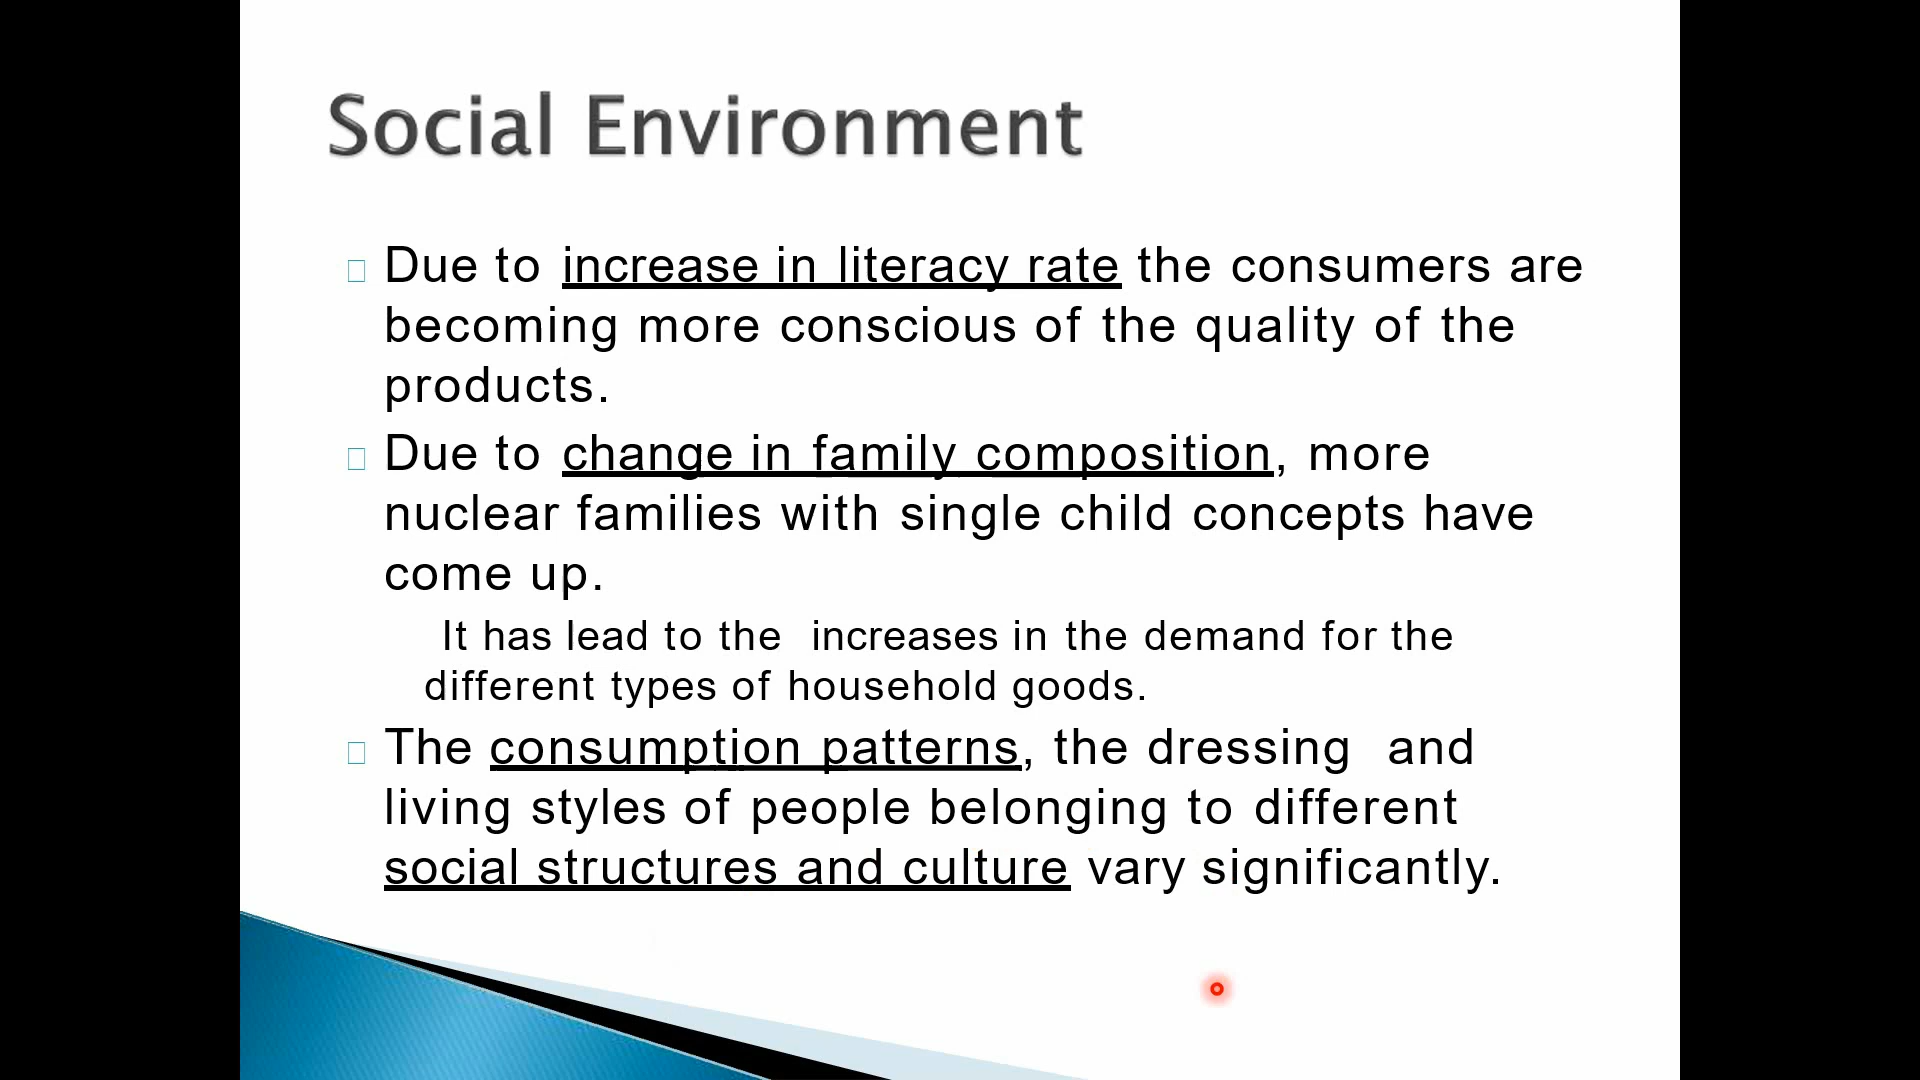 Social Environment
Due to increase in literacy rate the consumers are
becoming more conscious of the quality of the
products.
Due to change in family composition, more
nuclear families with single child concepts have
come up.
It has lead to the  increases in the demand for the
different types of household goods.
The consumption patterns, the dressing  and
living styles of people belonging to different
social structures and culture vary significantly.